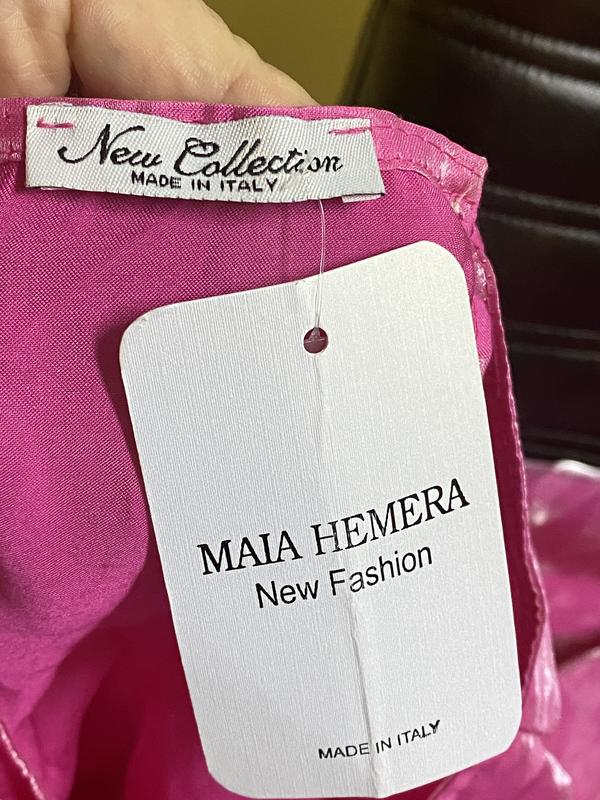 New Collection
MADE IN ITALY
MAIA HEMERA
New Fashion
MADE IN ITALY